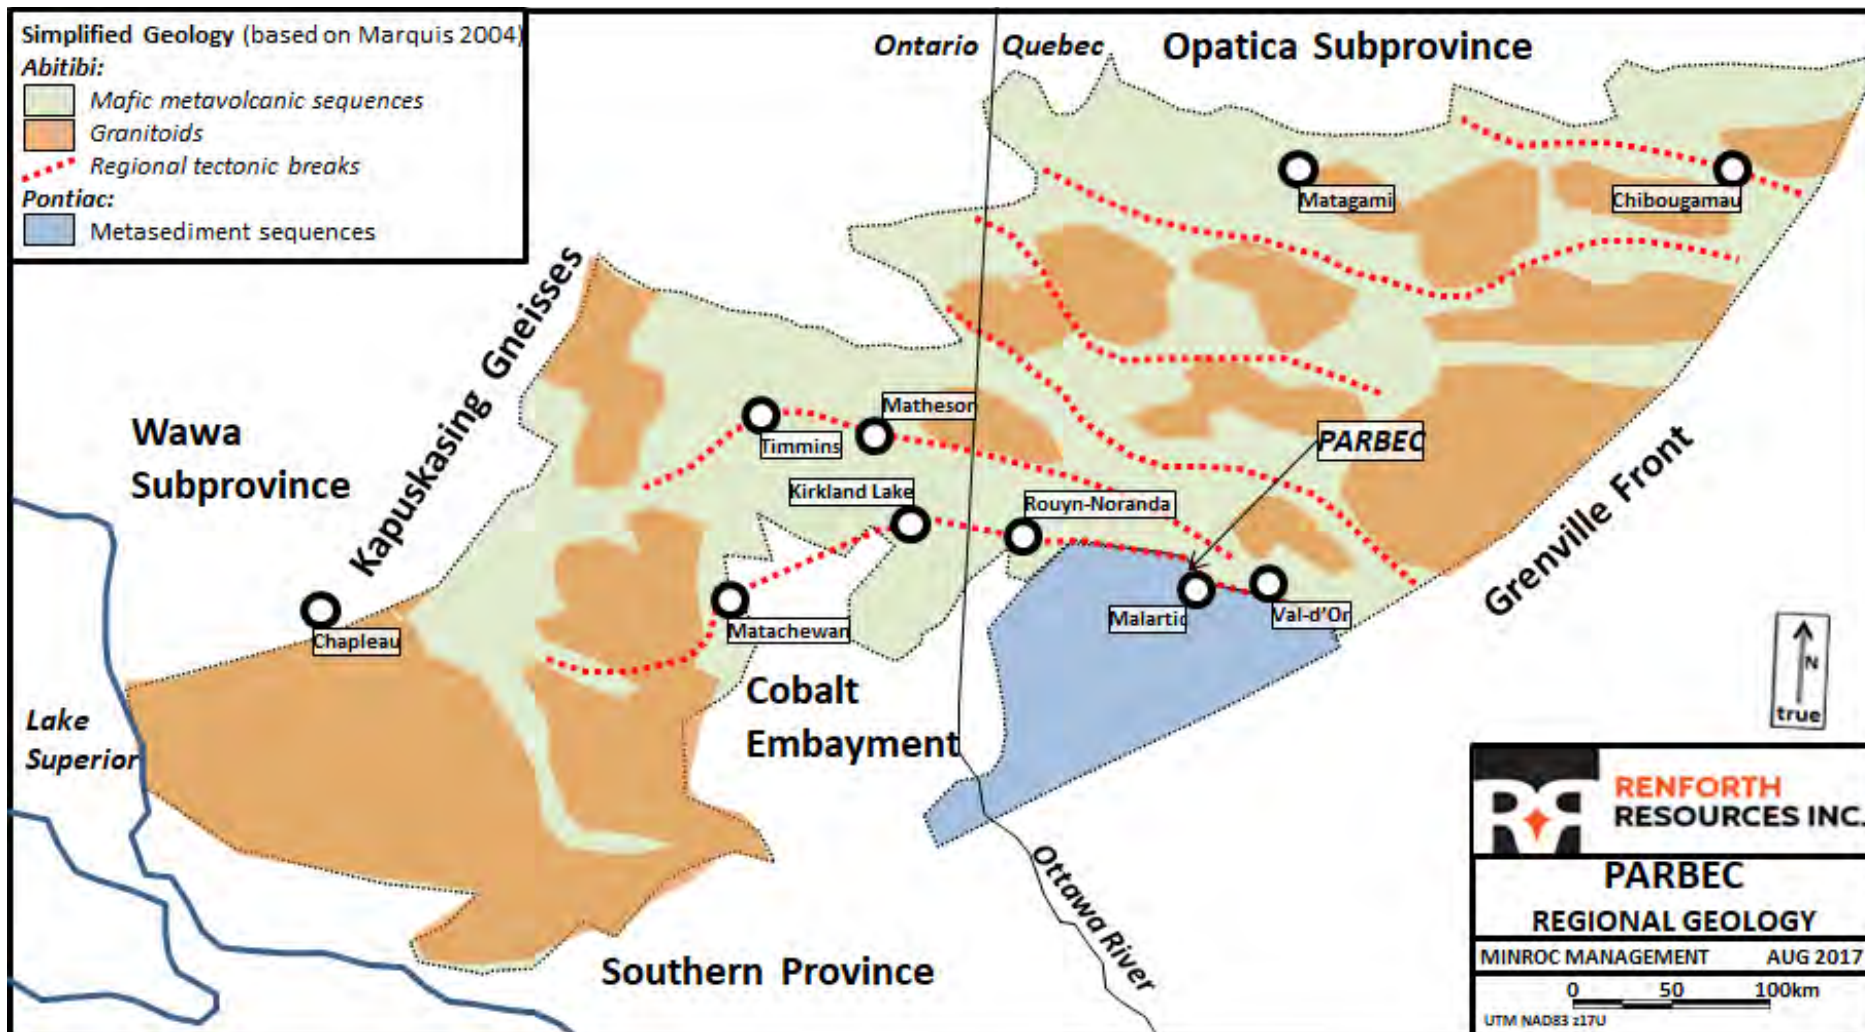 Simplified Geology (based on Marquis 2004)
Abitibi:
Mafic metavolcanic sequences
Granitoids
Regional tectonic breaks
Pontiac:
Metasediment sequences
Ontario
Quebec
Opatica Subprovince
Matagami
Chibougamau
Kapuskasing Gneisses
Wawa
Subprovince
Matheson
Timmins
PARBEC
Kirkland Lake
Rouyn-Noranda
Grenville Front
Chapleau
Matachewan
Malartic
Val-d'Or
N
true
Cobalt
Embayment
Lake
Superior
Ottawa River
Southern Province
RENFORTH
RESOURCES INC.
PARBEC
REGIONAL GEOLOGY
MINROC MANAGEMENT AUG 2017
0 50 100km
UTM NAD83 z17U